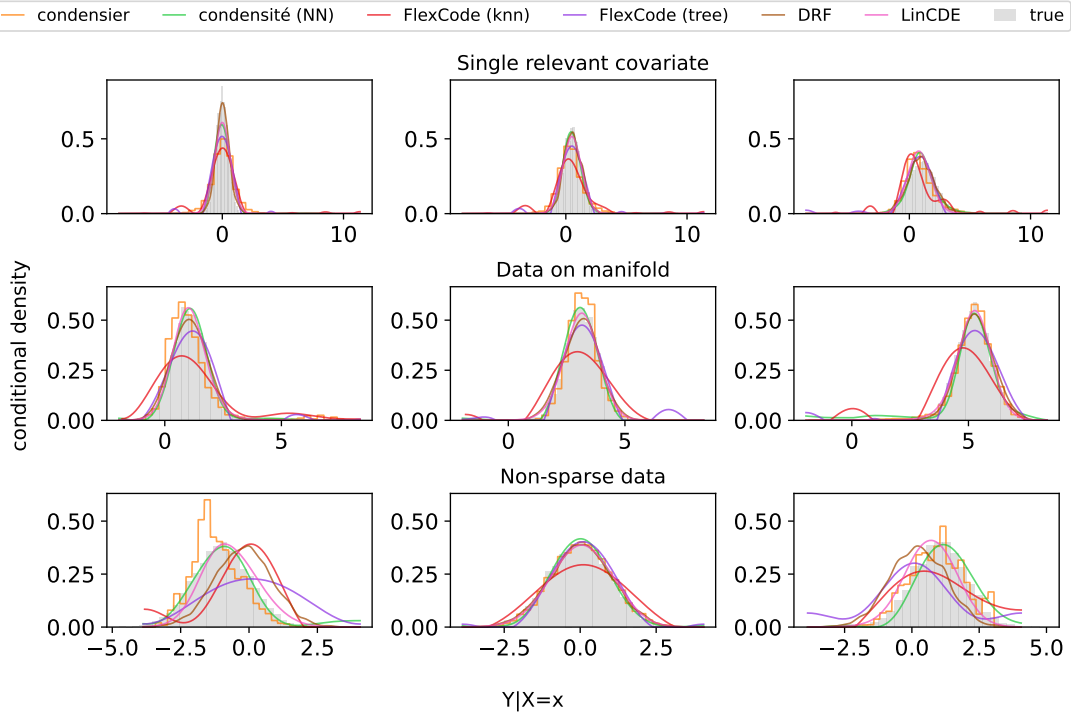 condensier condensité (NN) FlexCode (knn) FlexCode (tree) DRF LinCDE true
Single relevant covariate
0.5 0.5 0.5
0.0 0.0 0.0
0 10 0 10 0 10
Data on manifold
0.50 0.50 0.50
0.25 0.25 0.25
0.00 0.00 0.00
0 5 0 5 0 5
conditional density
Non-sparse data
0.50 0.50 0.50
0.25 0.25 0.25
0.00 0.00 0.00
−5.0 −2.5 0.0 2.5 −2.5 0.0 2.5 −2.5 0.0 2.5 5.0
Y|X=x